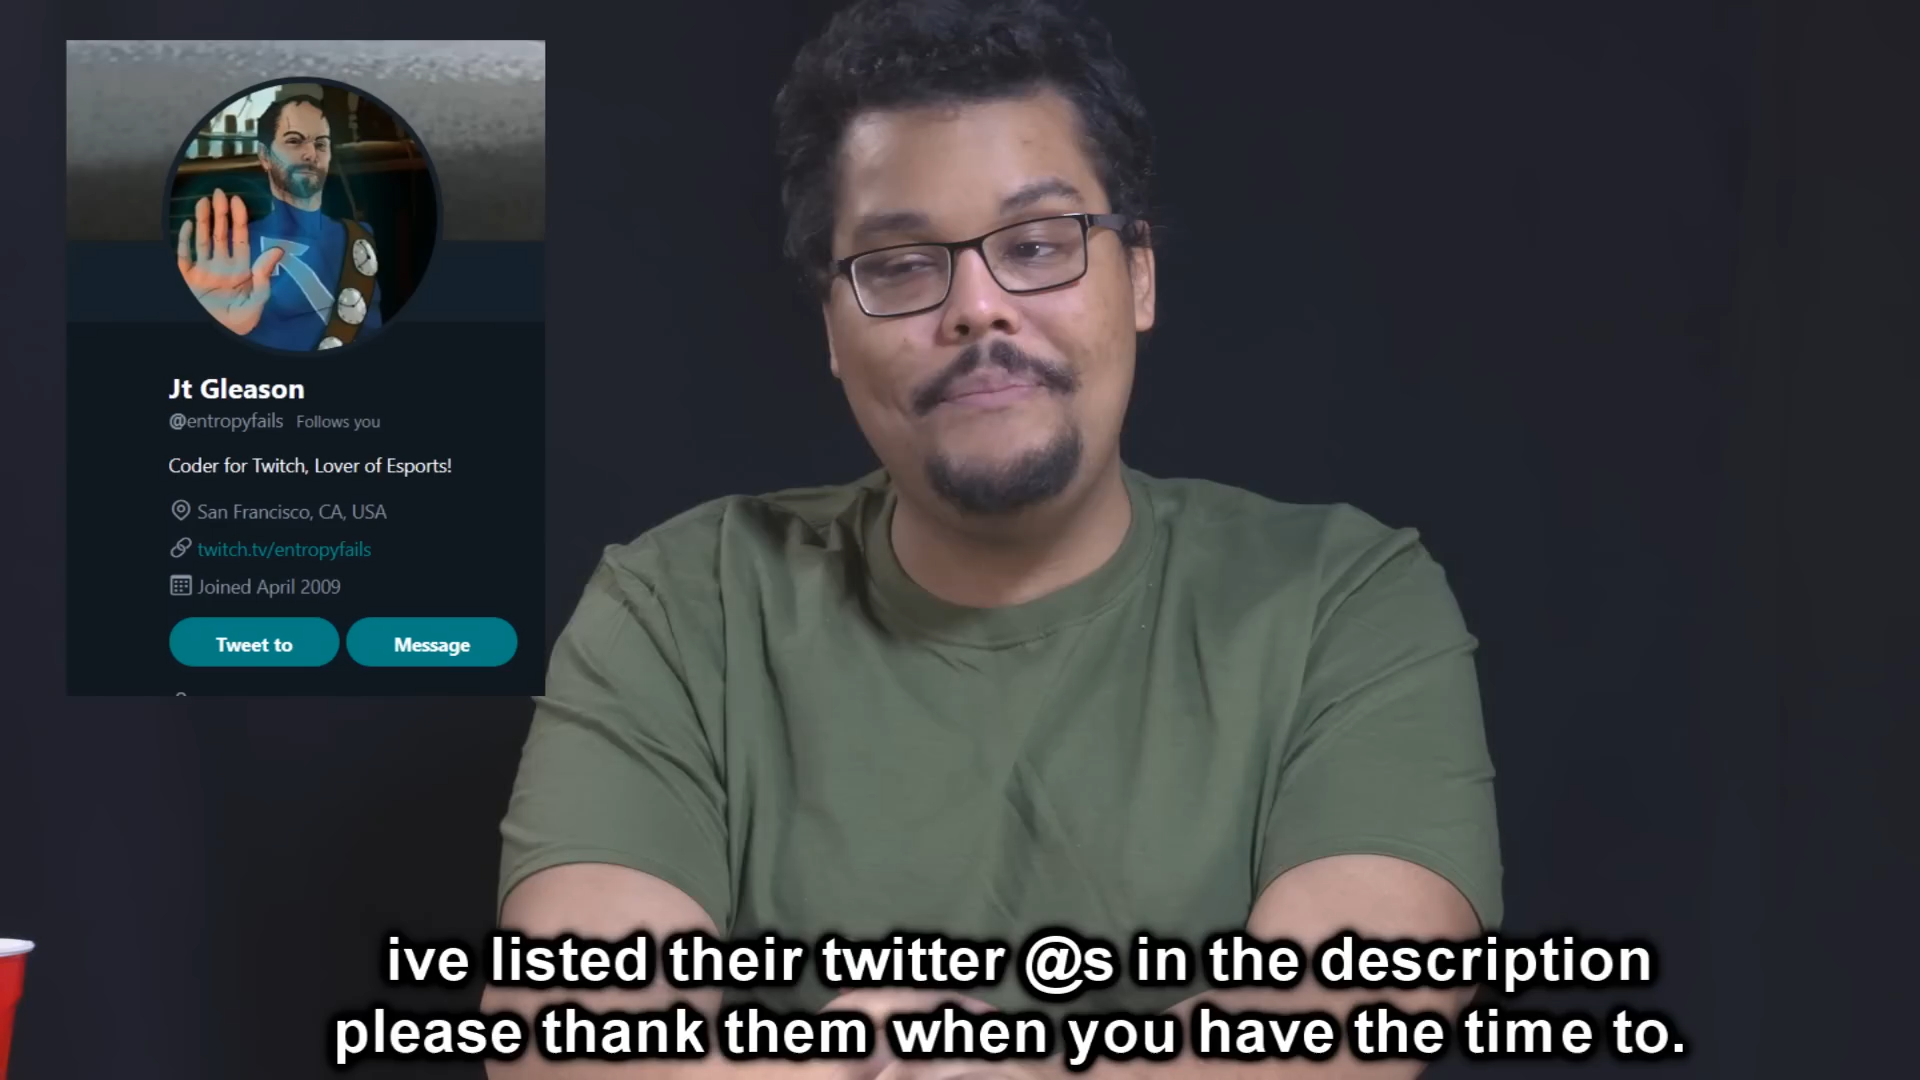 Jt Gleason
@entropyfails Follows you
Coder for Twitch, Lover of Esports!
San Francisco, CA, USA
twitch.tv/entropyfails
Joined April 2009
Tweet to
Message
ive listed their twitter @s in the description
please thank them when you have the time to.